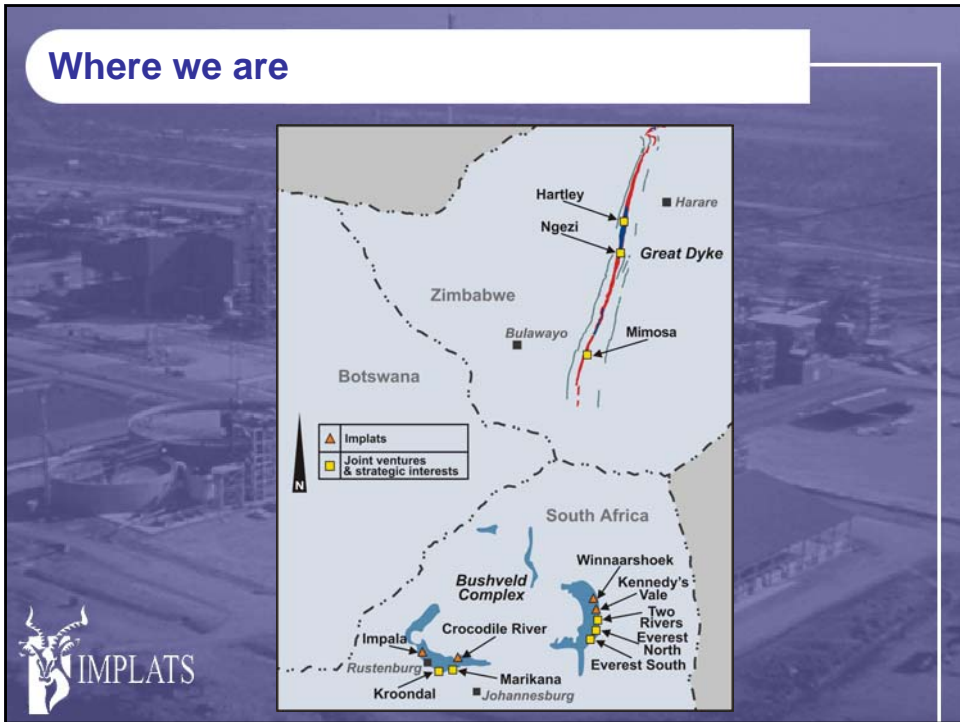 Where we are
Hartley
Harare
Ngezi
Great Dyke
Zimbabwe
Bulawayo
Mimosa
Botswana
Implats
Joint ventures
& strategic interests
N
South Africa
Winnaarshoek
Bushveld
Complex
Kennedy's
Vale
Two
Rivers
Everest
North
Everest South
Impala
Crocodile River
Rustenburg
Kroondal
Marikana
Johannesburg
IMPLATS